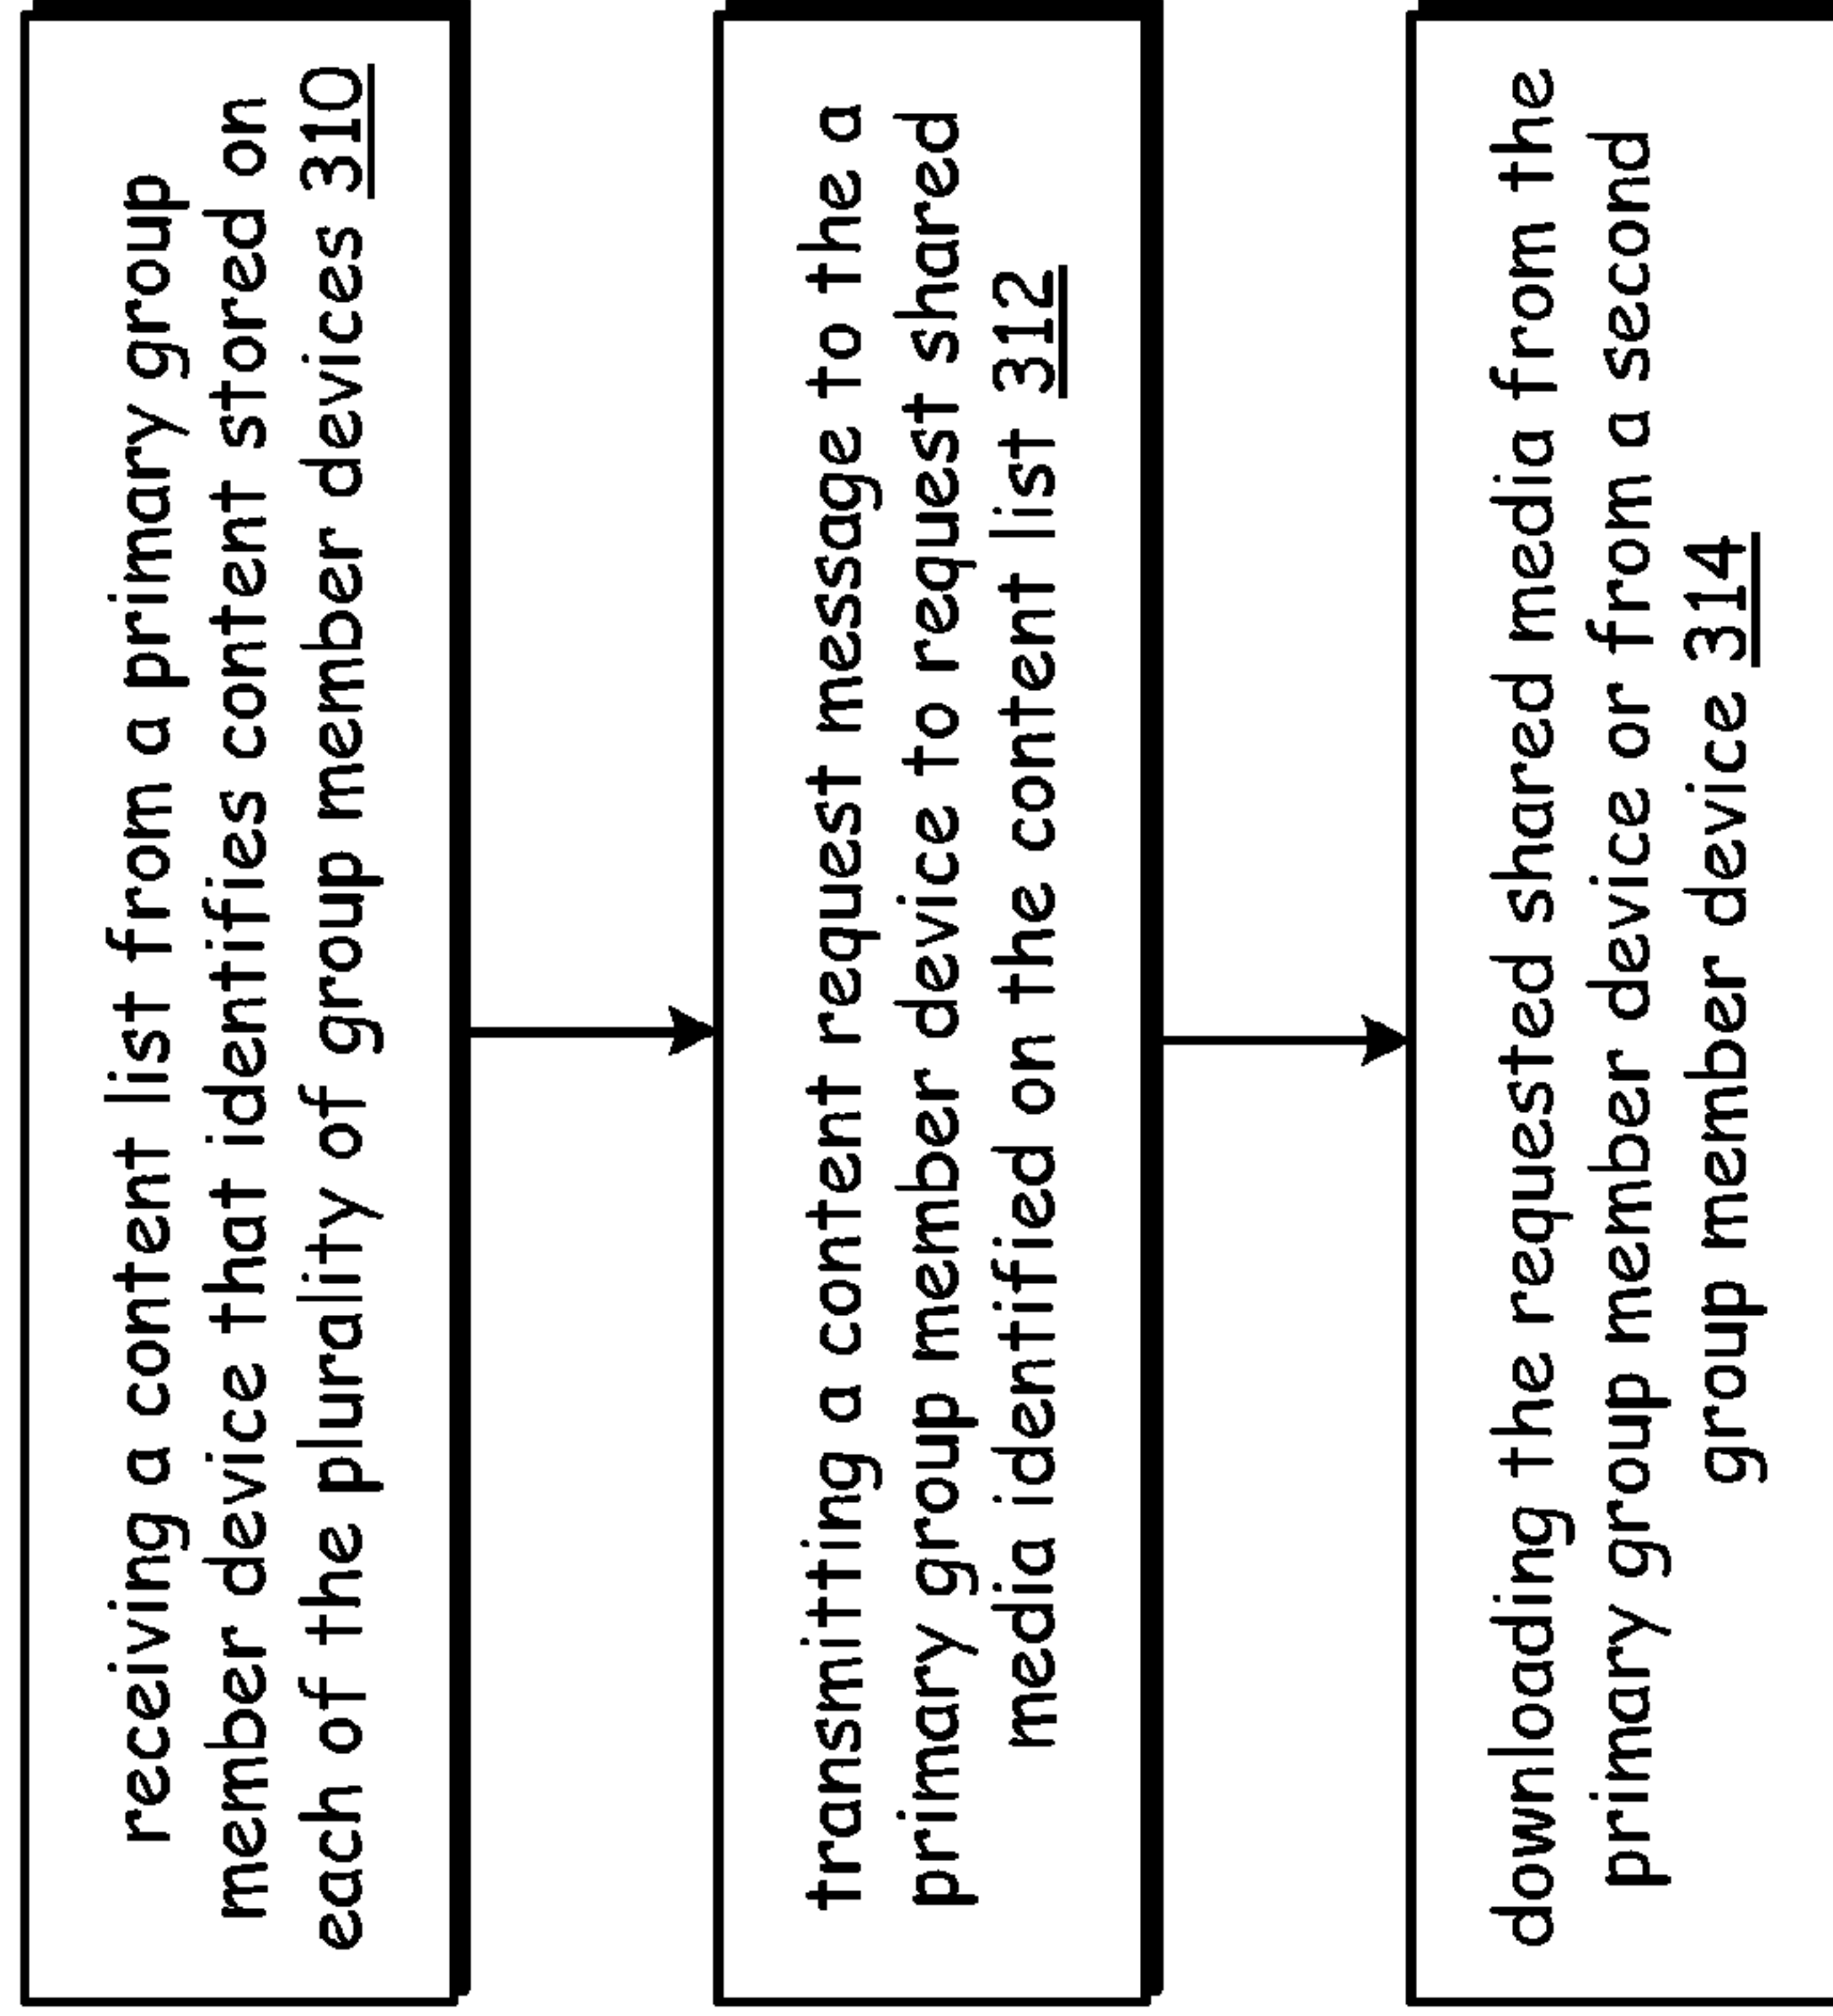 receiving a content list from a primary group
member device that identifies content stored on
each of the plurality of group member devices 310
transmitting a content request message to the a
primary group member device to request shared
media identified on the content list 312
downloading the requested shared media from the
primary group member device or from a second
group member device 314